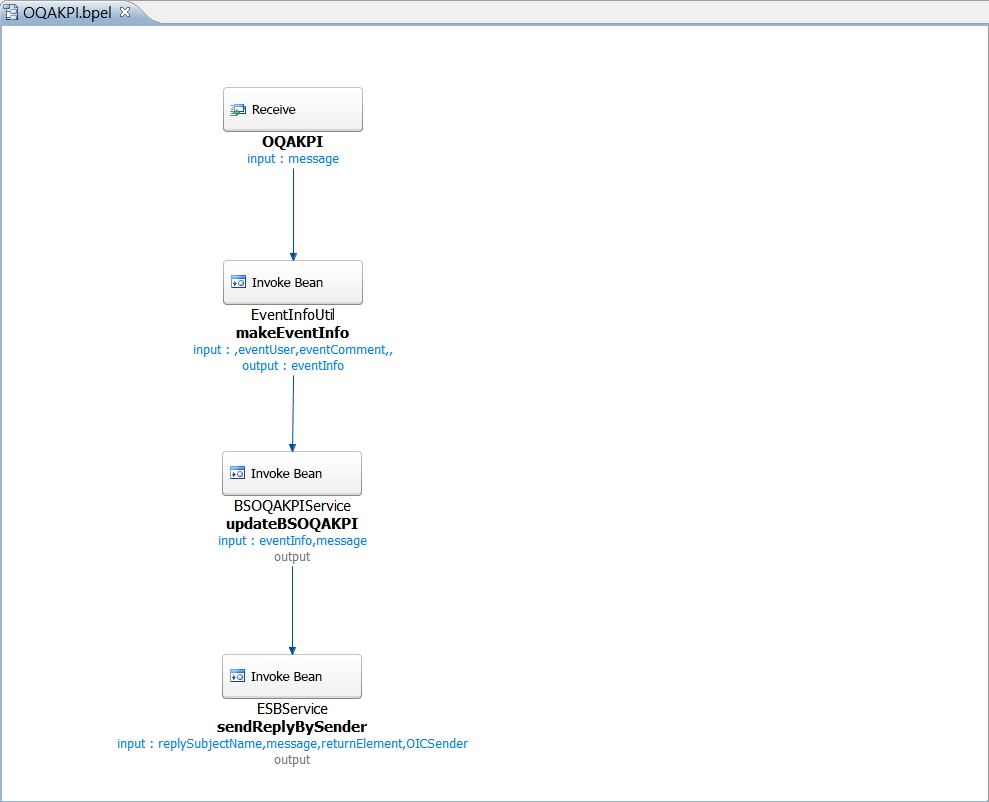 OQAKPI.bpel
Receive
OQAKPI
input : message
Invoke Bean
EventInfoUtil
makeEventInfo
input : ,eventUser,eventComment,,
output : eventInfo
Invoke Bean
BSOQAKPIService
updateBSOQAKPI
input : eventInfo,message
output
Invoke Bean
ESBService
sendReplyBySender
input : replySubjectName,message,returnElement,OICSender
output